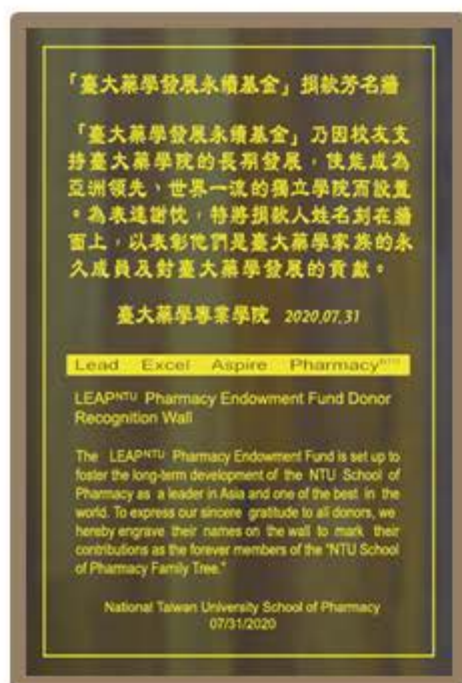 「臺大藥學發展永續基金」捐款芳名牆
「臺大藥學發展永續基金」乃因校友支
持臺大藥學院的長期發展，使能成為
亞洲領先、世界一流的獨立學院而設置
。為表達謝忱，特將捐款人姓名刻在牆
面上，以表彰他們是臺大藥學家族的永
久成員及對臺大藥學發展的貢獻。
臺大藥學專業學院 2020.07.31
Lead Excel Aspire Pharmacy NTU
LEAP NTU Pharmacy Endowment Fund Donor
Recognition Wall
The LEAP NTU Pharmacy Endowment Fund is set up to
foster the long-term development of the NTU School of
Pharmacy as a leader in Asia and one of the best in the
world. To express our sincere gratitude to all donors, we
hereby engrave their names on the wall to mark their
contributions as the forever members of the "NTU School
of Pharmacy Family Tree."
National Taiwan University School of Pharmacy
07/31/2020